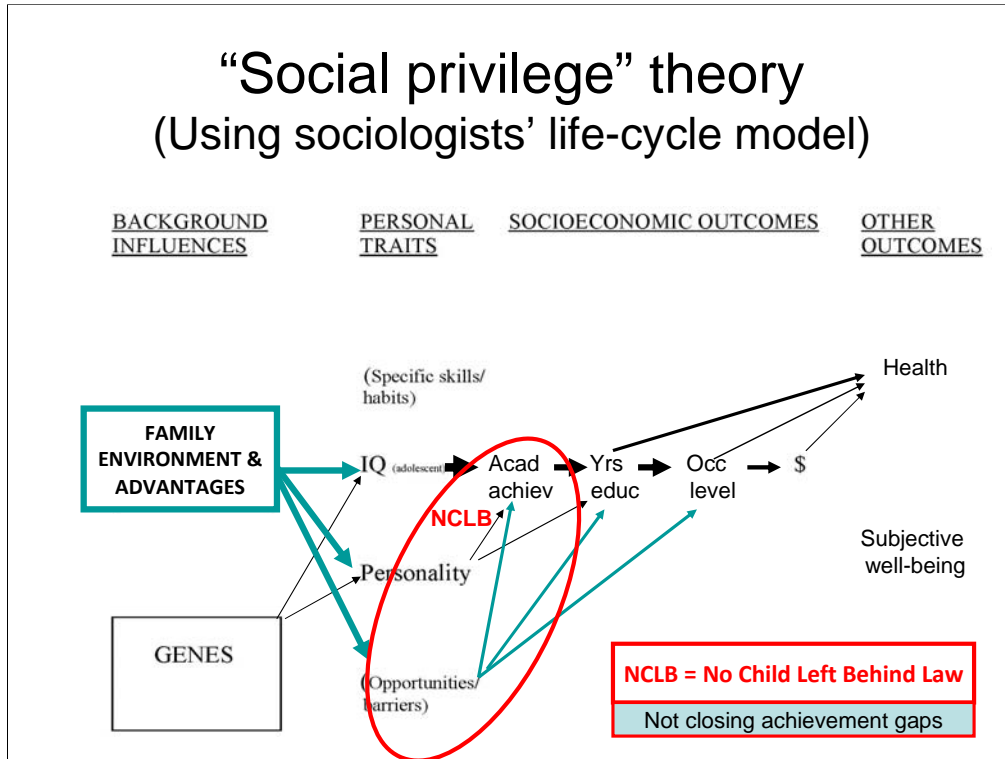 “Social privilege” theory
(Using sociologists’ life-cycle model)
BACKGROUND
INFLUENCES
PERSONAL
TRAITS
SOCIOECONOMIC OUTCOMES
OTHER
OUTCOMES
Health
(Specific skills/
habits)
FAMILY
ENVIRONMENT &
ADVANTAGES
IQ (adolescent)
Acad
achiev
Yrs
educ
Occ
level
$
NCLB
Personality
Subjective
well-being
GENES
(Opportunities/
barriers)
NCLB = No Child Left Behind Law
Not closing achievement gaps